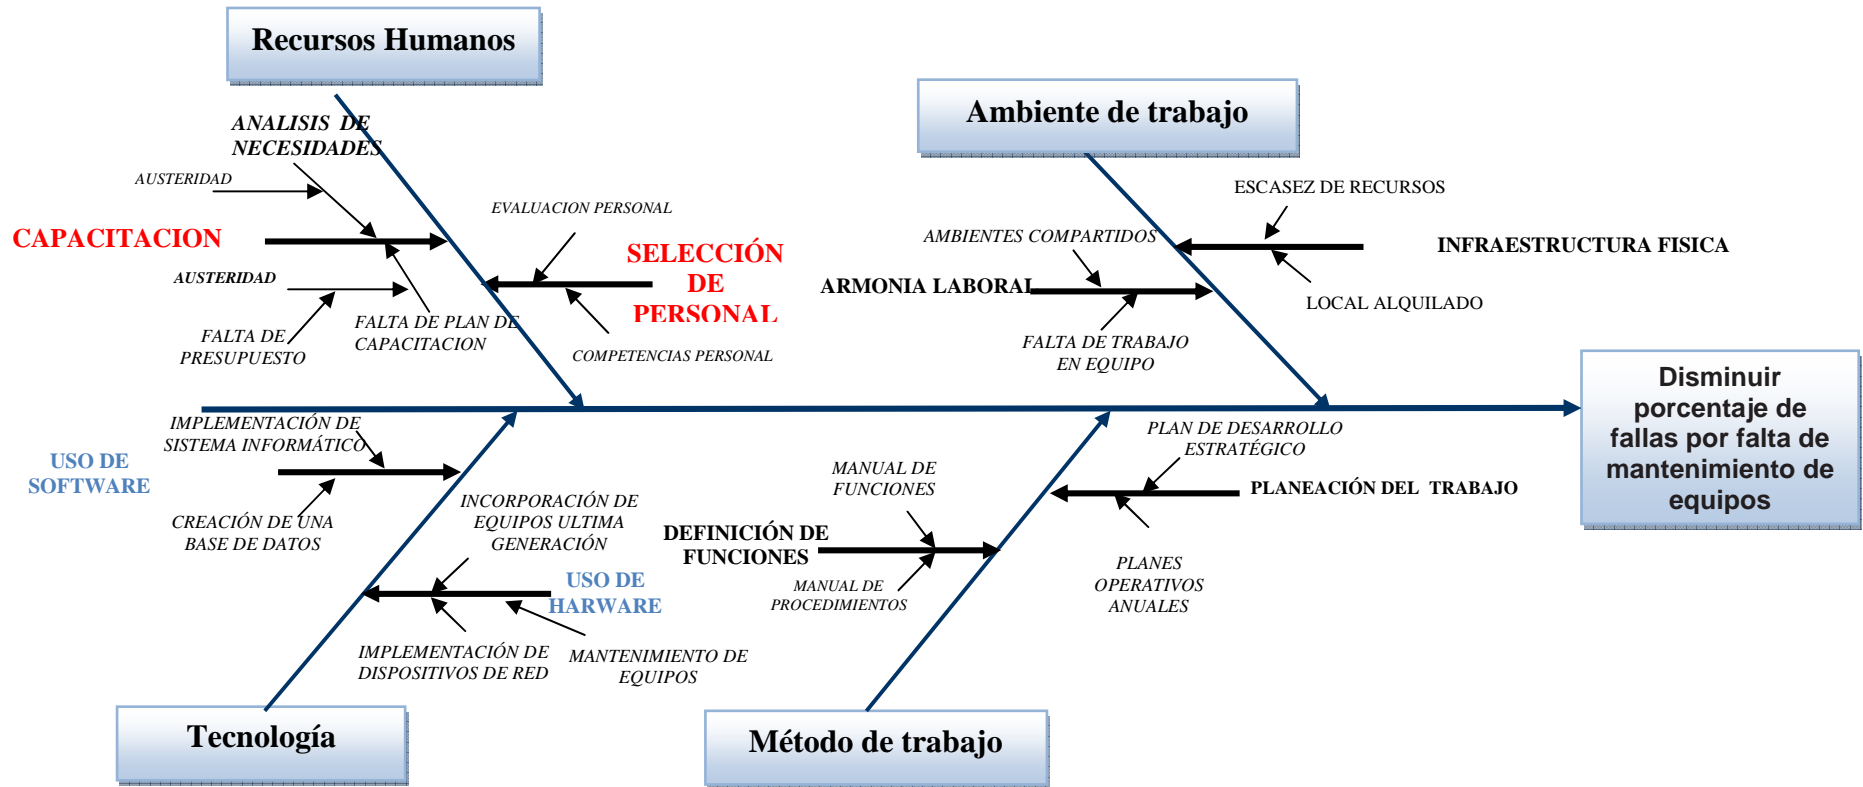 Recursos Humanos
Ambiente de trabajo
ANALISIS DE
NECESIDADES
AUSTERIDAD
CAPACITACION
AUSTERIDAD
FALTA DE
PRESUPUESTO
FALTA DE PLAN DE
CAPACITACION
EVALUACION PERSONAL
SELECCIÓN
DE
PERSONAL
COMPETENCIAS PERSONAL
AMBIENTES COMPARTIDOS
ARMONIA LABORAL
FALTA DE TRABAJO
EN EQUIPO
ESCASEZ DE RECURSOS
INFRAESTRUCTURA FISICA
LOCAL ALQUILADO
Disminuir
porcentaje de
fallas por falta de
mantenimiento de
equipos
IMPLEMENTACIÓN DE
SISTEMA INFORMÁTICO
USO DE
SOFTWARE
CREACIÓN DE UNA
BASE DE DATOS
INCORPORACIÓN DE
EQUIPOS ULTIMA
GENERACIÓN
USO DE
HARWARE
IMPLEMENTACIÓN DE
DISPOSITIVOS DE RED
MANTENIMIENTO DE
EQUIPOS
MANUAL DE
FUNCIONES
DEFINICIÓN DE
FUNCIONES
MANUAL DE
PROCEDIMIENTOS
PLAN DE DESARROLLO
ESTRATÉGICO
PLANEACIÓN DEL TRABAJO
PLANES
OPERATIVOS
ANUALES
Tecnología
Método de trabajo